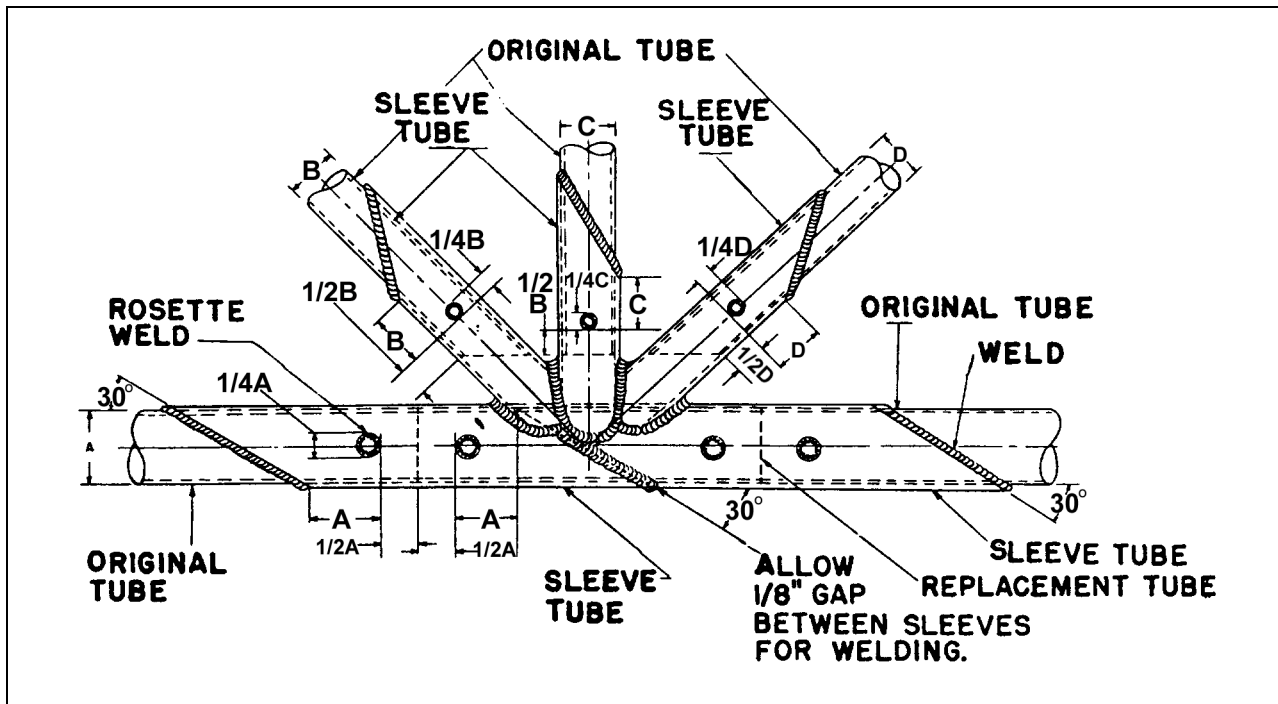 ORIGINAL TUBE
SLEEVE
TUBE
C
SLEEVE
TUBE
B
D
1/4B
1/2
B
1/4C
C
1/4D
1/2B
B
D
1/2D
ROSETTE
WELD
1/4A
ORIGINAL TUBE
WELD
30°
A
A
1/2A
A
1/2A
30°
30°
ORIGINAL
TUBE
SLEEVE
TUBE
ALLOW
1/8" GAP
BETWEEN SLEEVES
FOR WELDING.
SLEEVE TUBE
REPLACEMENT TUBE